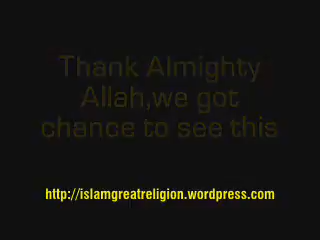 Thank Almighty
Allah,we got
chance to see this
http://islamgreatreligion.wordpress.com